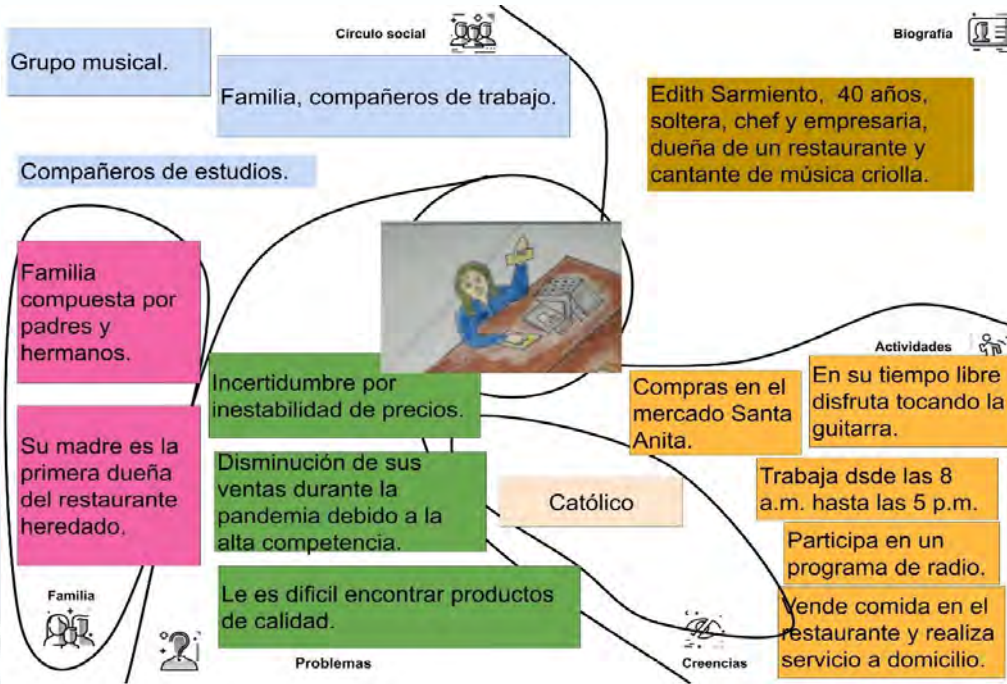 Círculo social
Grupo musical.
Familia, compañeros de trabajo.
Compañeros de estudios.
Biografía
Edith Sarmiento,  40 años,
soltera, chef y empresaria,
dueña de un restaurante y
cantante de música criolla.
Familia
compuesta por
padres y
hermanos.
Su madre es la
primera dueña
del restaurante
heredado.
Familia
Incertidumbre por
inestabilidad de precios.
Disminución de sus
ventas durante la
pandemia debido a la
alta competencia.
Le es dificil encontrar productos
de calidad.
Problemas
Católico
Creencias
Actividades
Compras en el
mercado Santa
Anita.
En su tiempo libre
disfruta tocando la
guitarra.
Trabaja dsde las 8
a.m. hasta las 5 p.m.
Participa en un
programa de radio.
Vende comida en el
restaurante y realiza
servicio a domicilio.